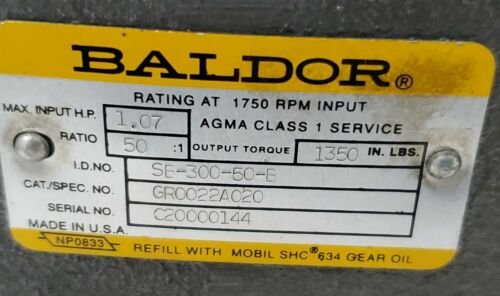 BALDOR®
RATING AT 1750 RPM INPUT
MAX. INPUT H.P. 1.07 AGMA CLASS 1 SERVICE
RATIO 50 :1 OUTPUT TORQUE 1350 IN. LBS.
I.D.NO. SE-300-50-B
CAT./SPEC. NO. GR0022A020
SERIAL NO. C20000144
MADE IN U.S.A.
NP0833 REFILL WITH MOBIL SHC® 634 GEAR OIL